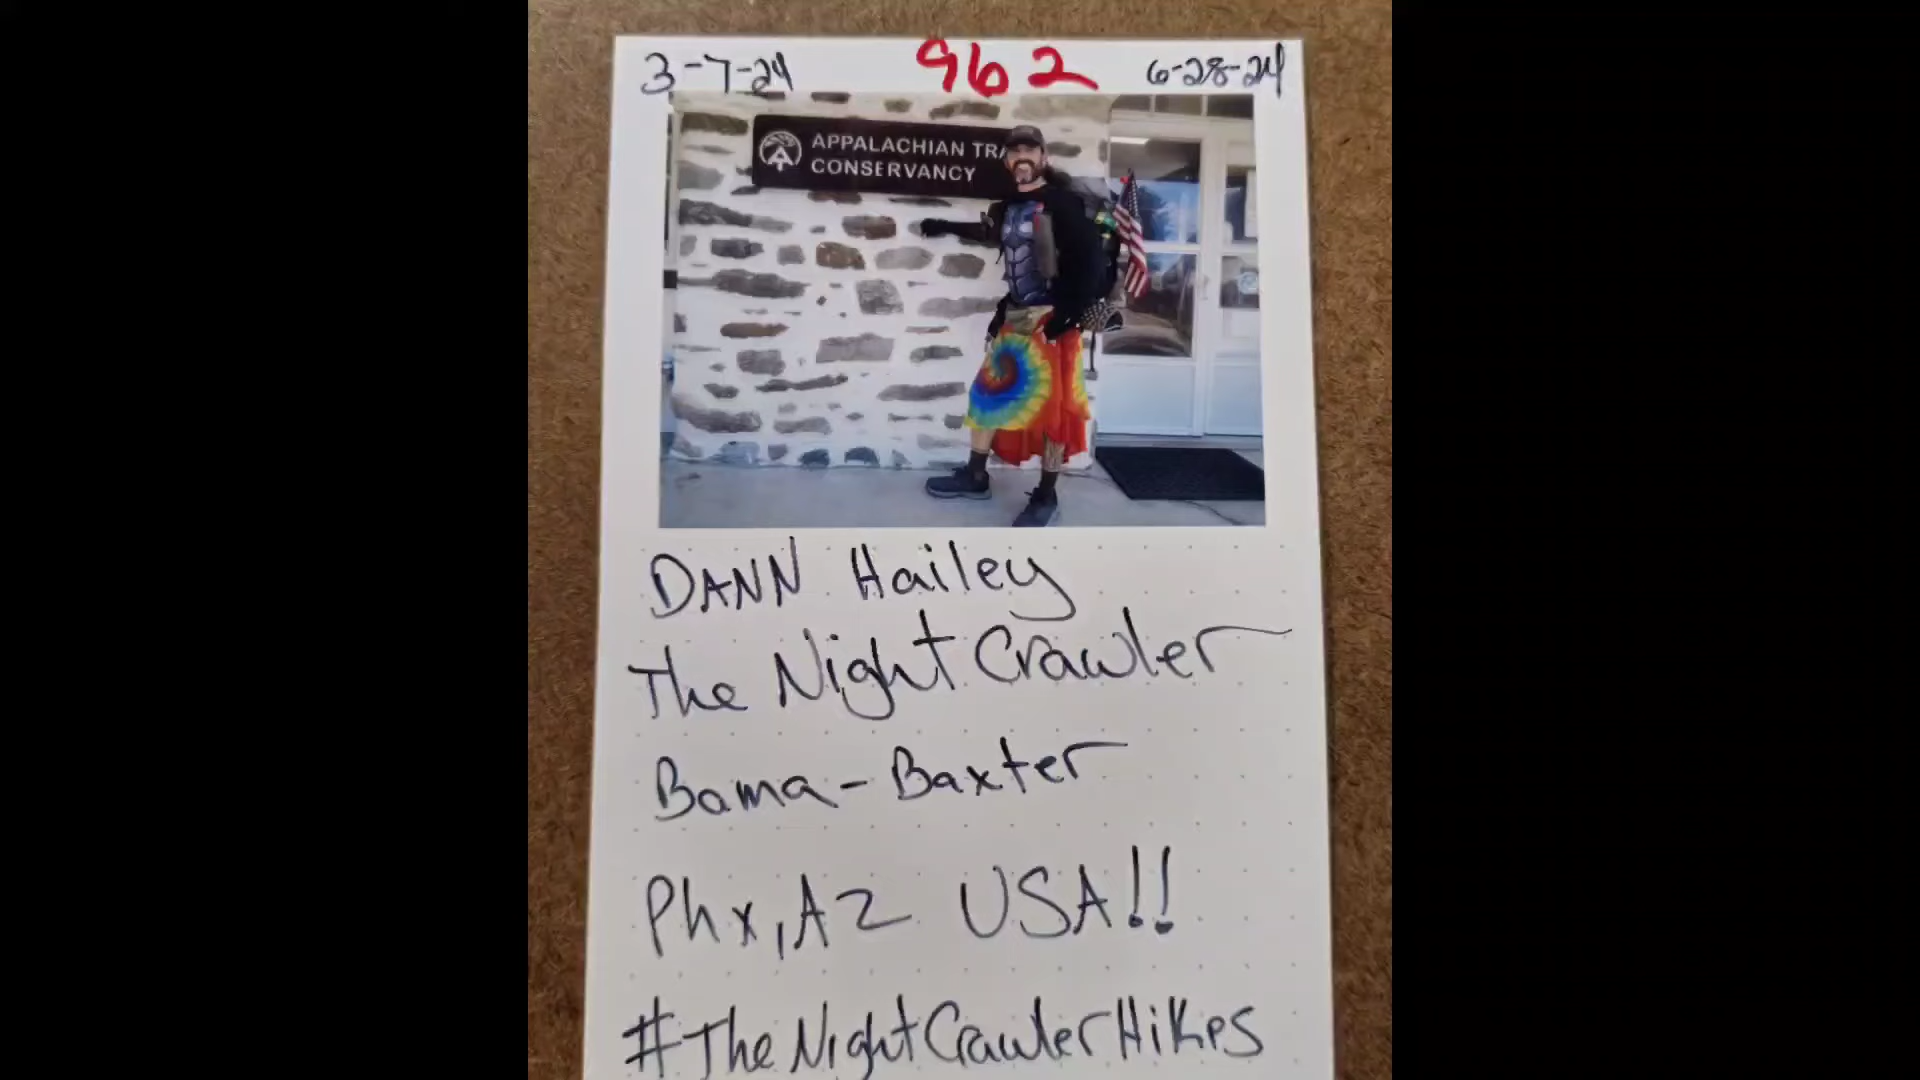 3-7-24 962 6-28-24
APPALACHIAN TRA
CONSERVANCY
DANN Hailey
The Night Crawler
Bama-Baxter
Phx, AZ USA!!
#TheNightCrawlerHikes